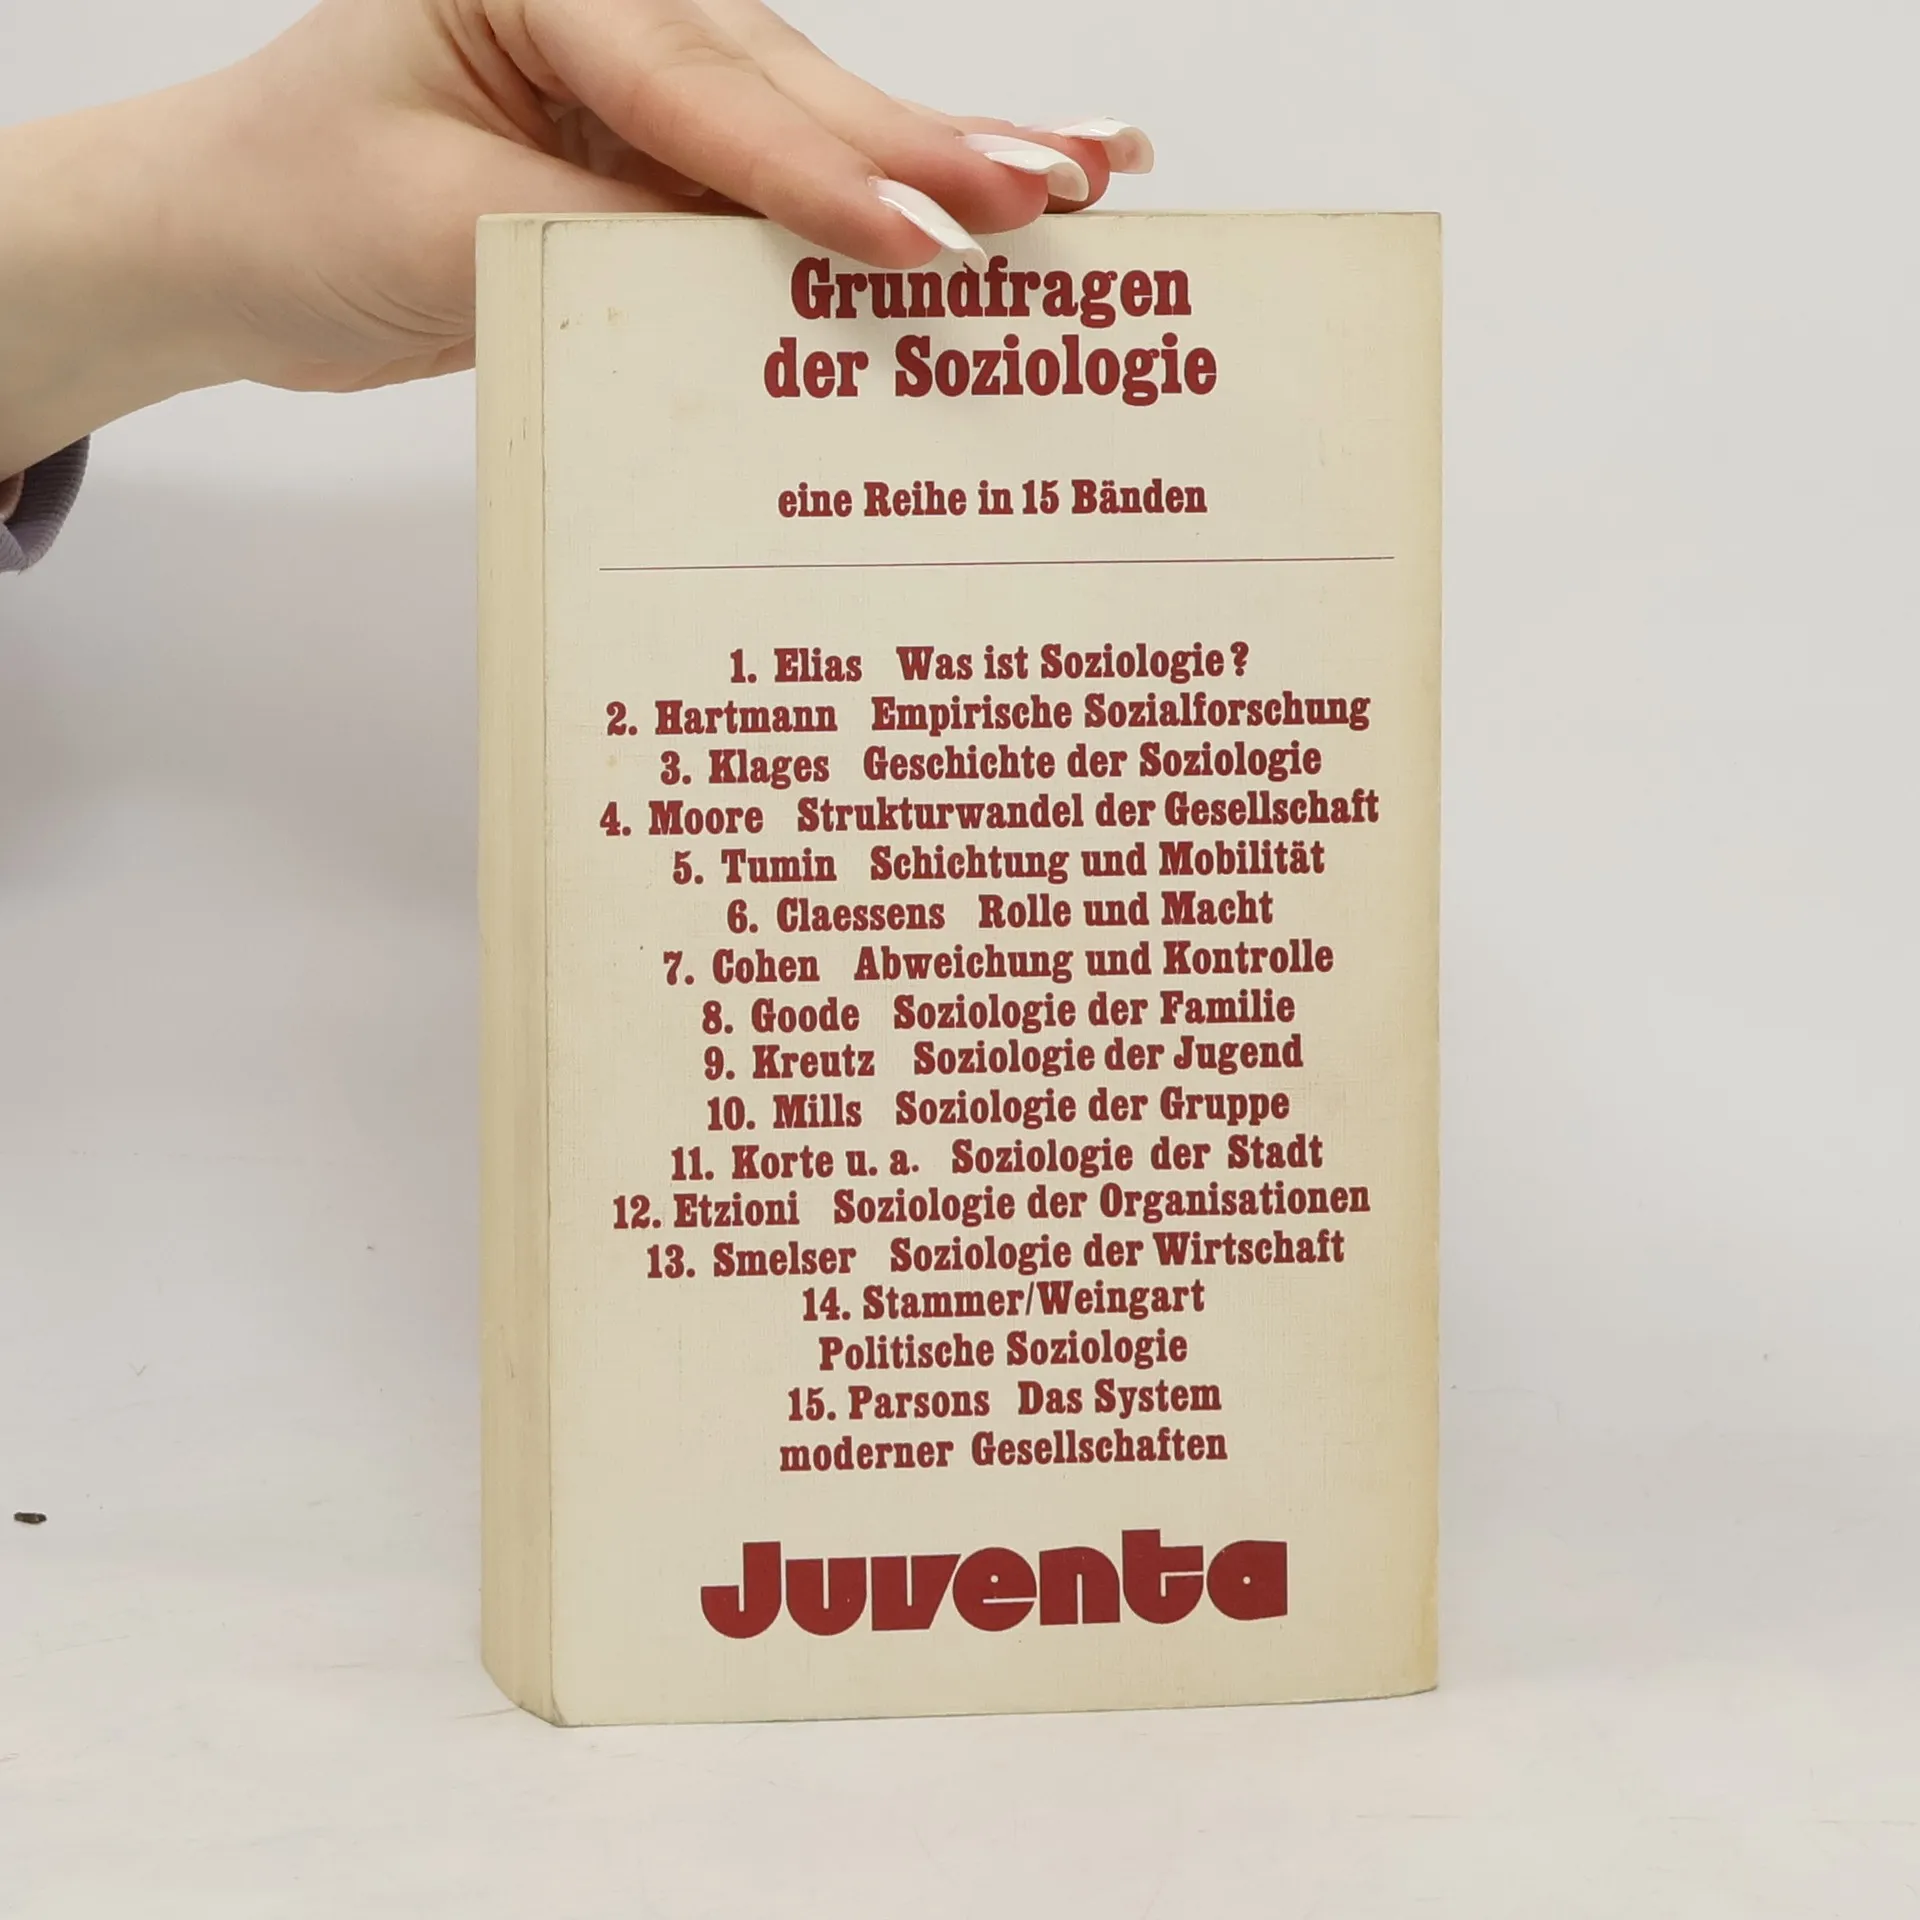 Grundfragen
der Soziologie
eine Reihe in 15 Bänden
1. Elias Was ist Soziologie?
2. Hartmann Empirische Sozialforschung
3. Klages Geschichte der Soziologie
4. Moore Strukturwandel der Gesellschaft
5. Tumin Schichtung und Mobilität
6. Claessens Rolle und Macht
7. Cohen Abweichung und Kontrolle
8. Goode Soziologie der Familie
9. Kreutz Soziologie der Jugend
10. Mills Soziologie der Gruppe
11. Korte u. a. Soziologie der Stadt
12. Etzioni Soziologie der Organisationen
13. Smelser Soziologie der Wirtschaft
14. Stammer/Weingart
Politische Soziologie
15. Parsons Das System
moderner Gesellschaften
Juventa